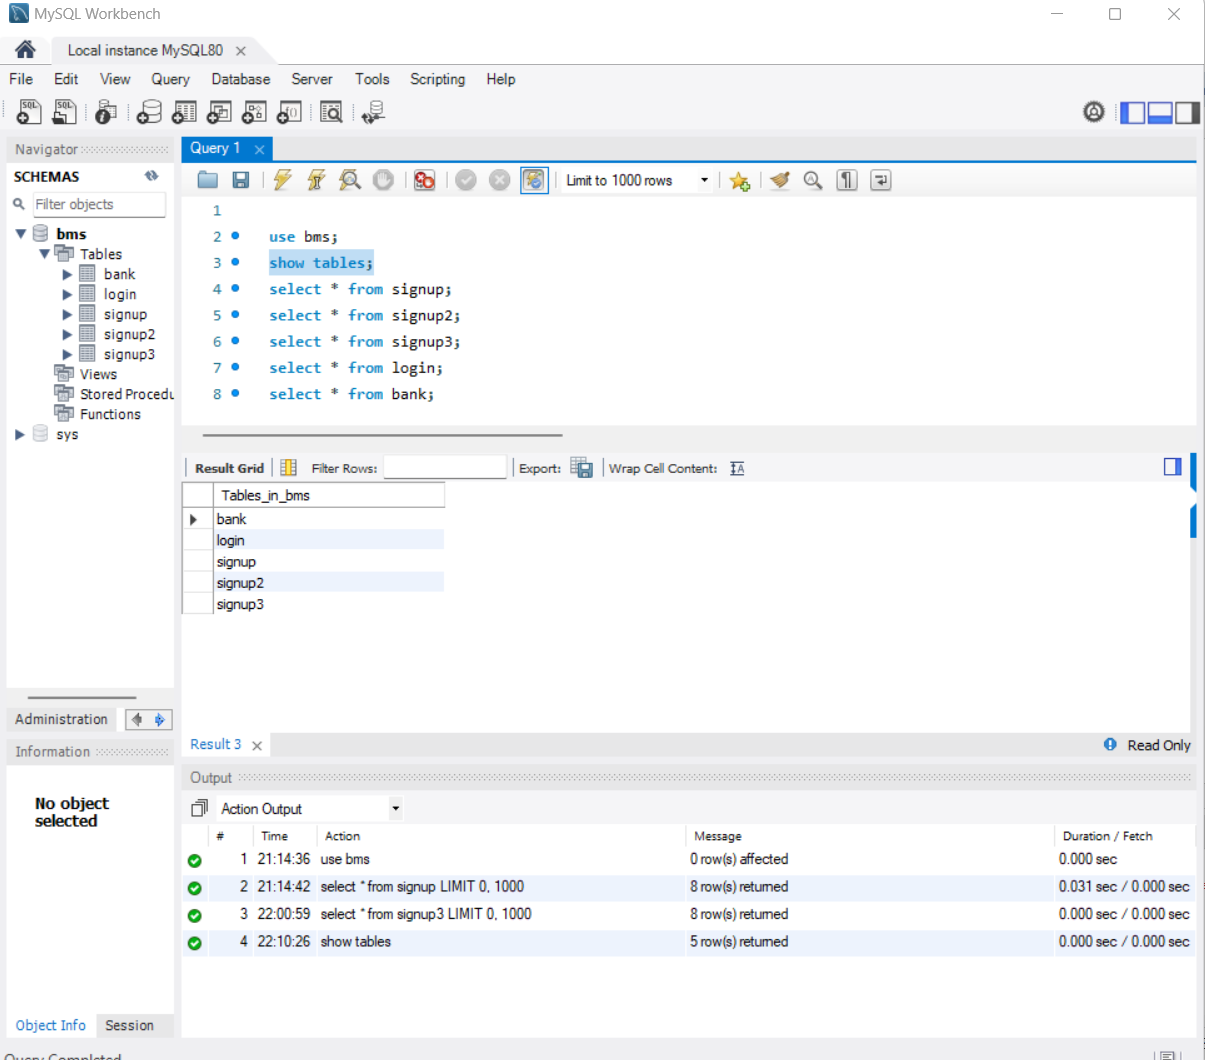 MySQL Workbench
Local instance MySQL80
File Edit View Query Database Server Tools Scripting Help
Navigator
SCHEMAS
Filter objects
bms
Tables
bank
login
signup
signup2
signup3
Views
Stored Procedu
Functions
sys
Administration
Information
No object
selected
Object Info Session
Query 1
Limit to 1000 rows
1
2 use bms;
3 show tables;
4 select * from signup;
5 select * from signup2;
6 select * from signup3;
7 select * from login;
8 select * from bank;
Result Grid Filter Rows: Export: Wrap Cell Content:
Tables_in_bms
bank
login
signup
signup2
signup3
Result 3 Read Only
Output
Action Output
# Time Action Message Duration / Fetch
1 21:14:36 use bms 0 row(s) affected 0.000 sec
2 21:14:42 select * from signup LIMIT 0, 1000 8 row(s) returned 0.031 sec / 0.000 sec
3 22:00:59 select * from signup3 LIMIT 0, 1000 8 row(s) returned 0.000 sec / 0.000 sec
4 22:10:26 show tables 5 row(s) returned 0.000 sec / 0.000 sec
Query Completed